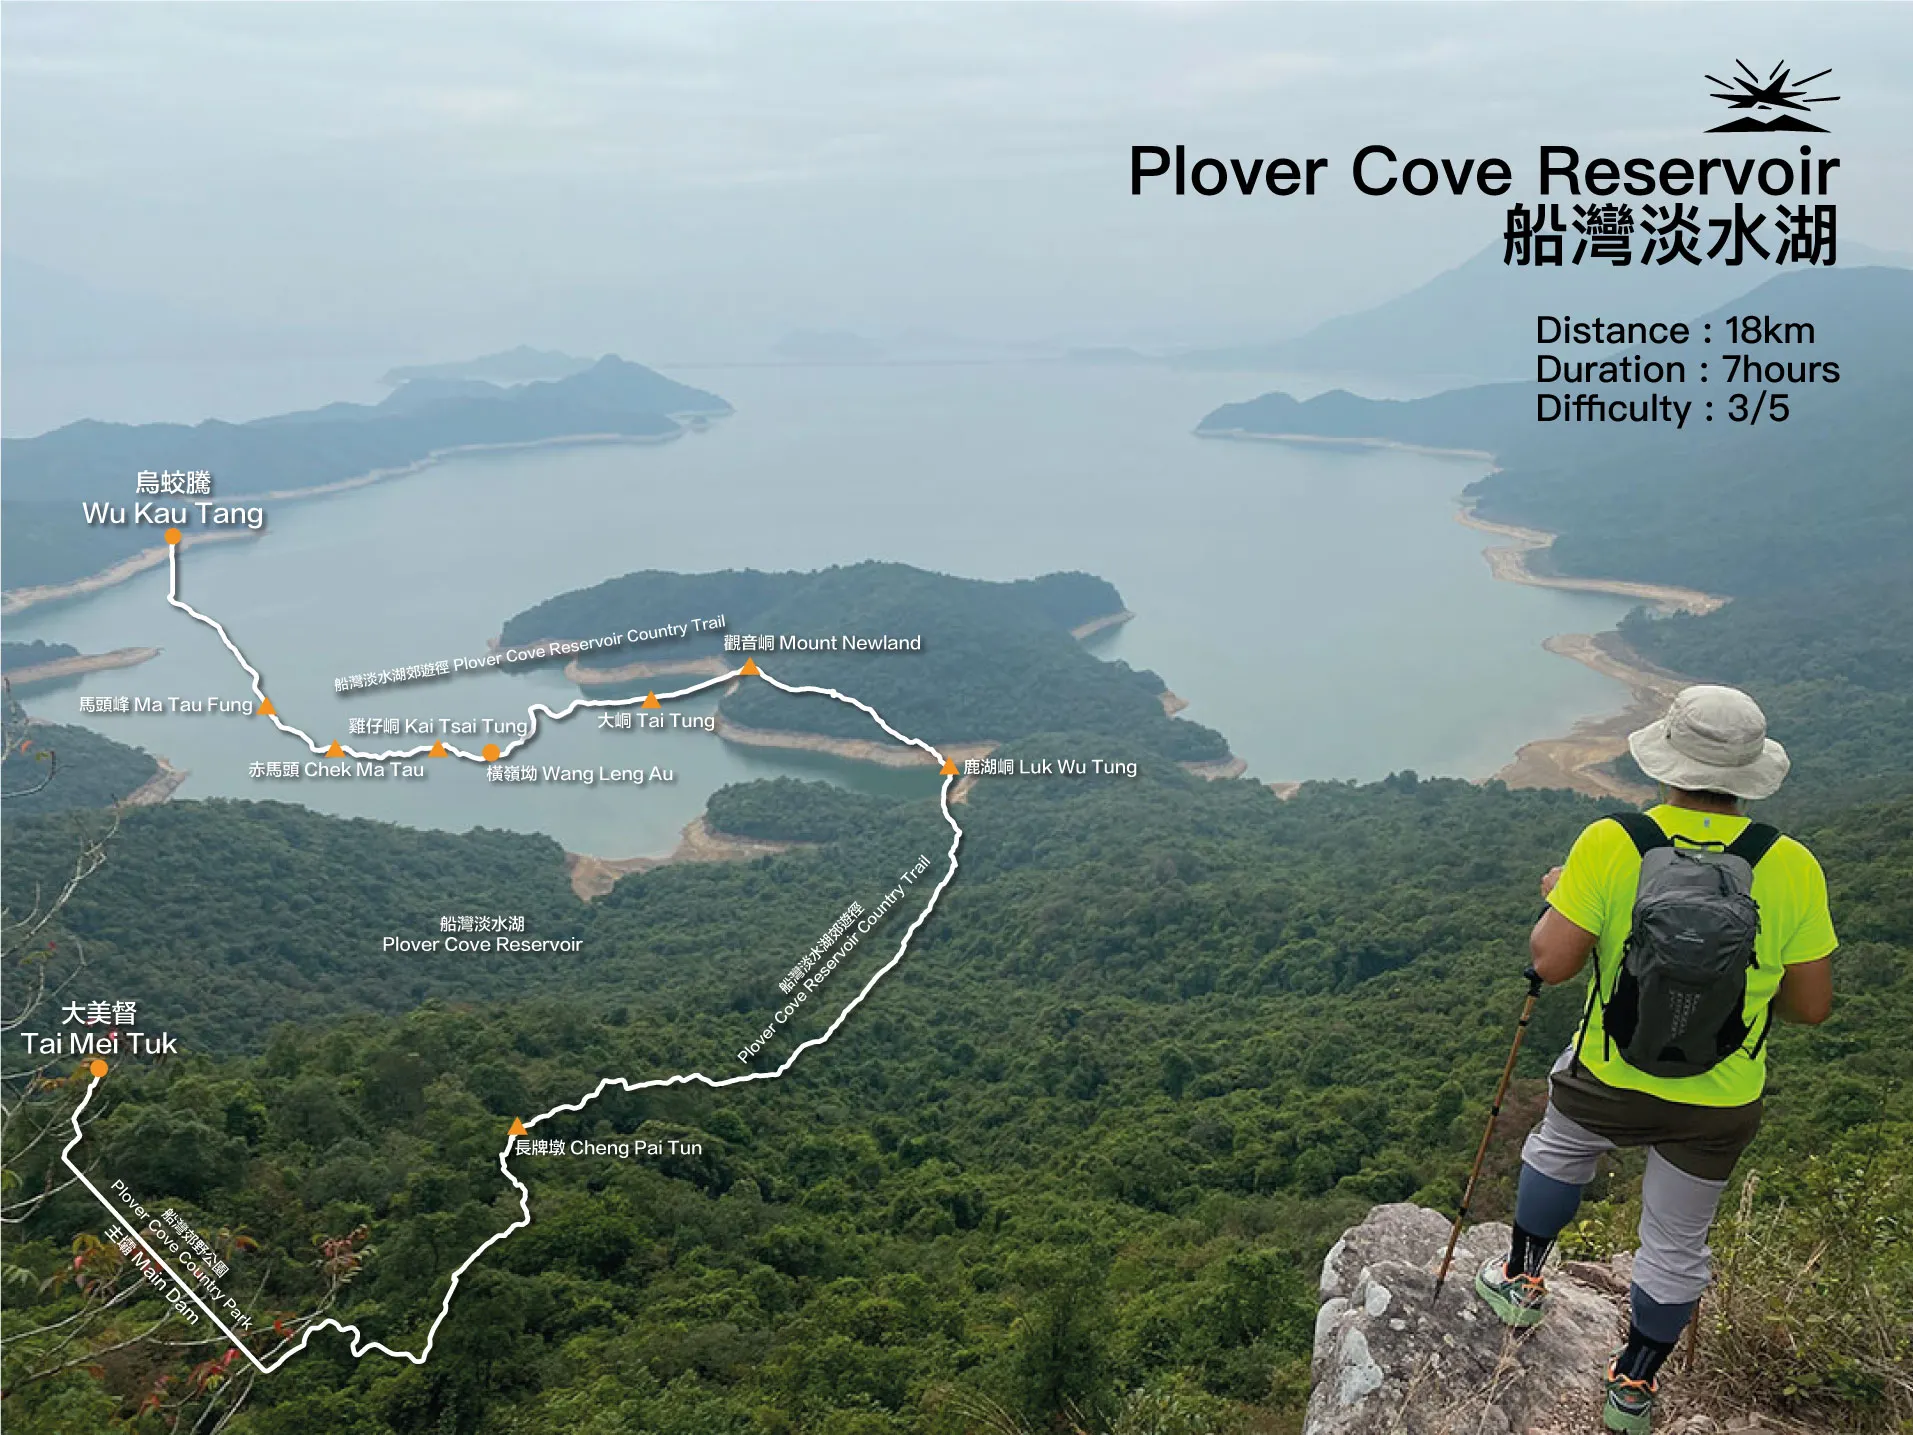 Plover Cove Reservoir
船灣淡水湖
Distance : 18km
Duration : 7hours
Difficulty : 3/5
烏蛟騰
Wu Kau Tang
船灣淡水湖郊遊徑 Plover Cove Reservoir Country Trail
觀音峒 Mount Newland
馬頭峰 Ma Tau Fung
雞仔峒 Kai Tsai Tung
大峒 Tai Tung
赤馬頭 Chek Ma Tau
橫嶺坳 Wang Leng Au
鹿湖峒 Luk Wu Tung
船灣淡水湖郊遊徑
Plover Cove Reservoir Country Trail
船灣淡水湖
Plover Cove Reservoir
大美督
Tai Mei Tuk
長牌墩 Cheng Pai Tun
船灣郊野公園
Plover Cove Country Park
主壩 Main Dam